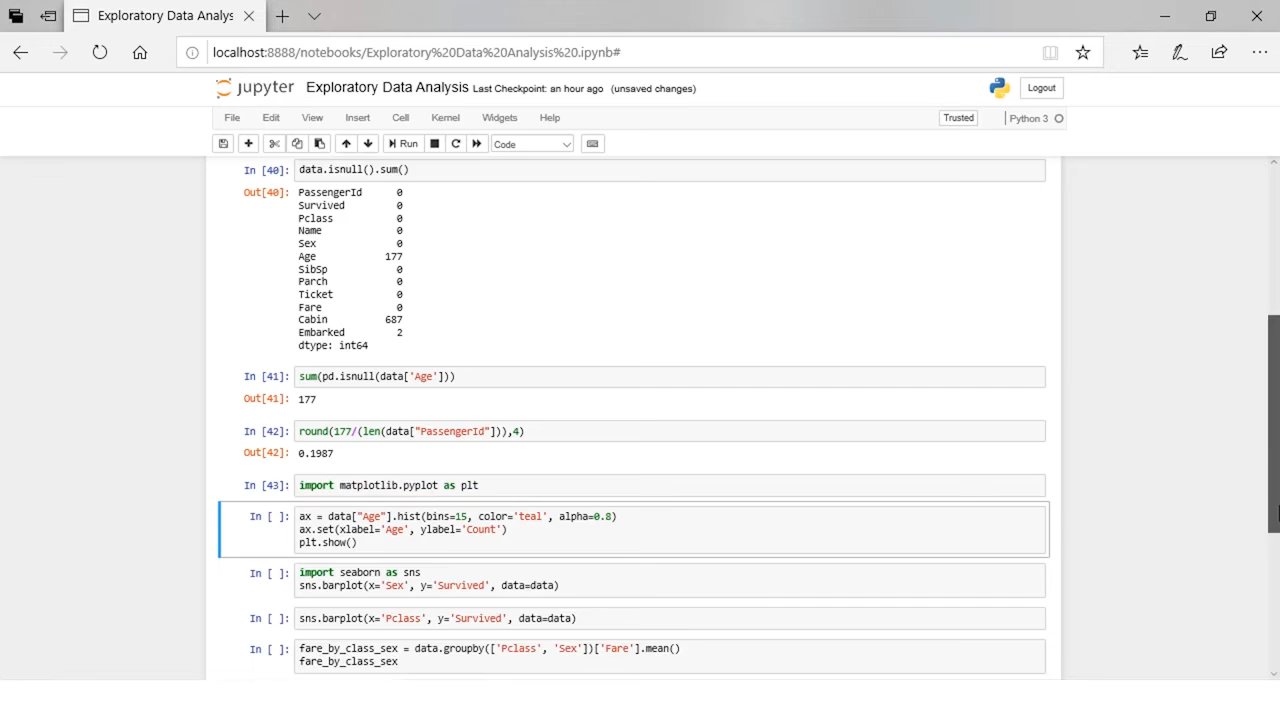 Exploratory Data Analys
localhost:8888/notebooks/Exploratory%20Data%20Analysis%20.ipynb#
jupyter Exploratory Data Analysis Last Checkpoint: an hour ago (unsaved changes) Logout
File Edit View Insert Cell Kernel Widgets Help Trusted Python 3
Run Code
In [40]: data.isnull().sum()
Out[40]: PassengerId 0
Survived 0
Pclass 0
Name 0
Sex 0
Age 177
SibSp 0
Parch 0
Ticket 0
Fare 0
Cabin 687
Embarked 2
dtype: int64
In [41]: sum(pd.isnull(data['Age']))
Out[41]: 177
In [42]: round(177/(len(data["PassengerId"])),4)
Out[42]: 0.1987
In [43]: import matplotlib.pyplot as plt
In [ ]: ax = data["Age"].hist(bins=15, color='teal', alpha=0.8)
ax.set(xlabel='Age', ylabel='Count')
plt.show()
In [ ]: import seaborn as sns
sns.barplot(x='Sex', y='Survived', data=data)
In [ ]: sns.barplot(x='Pclass', y='Survived', data=data)
In [ ]: fare_by_class_sex = data.groupby(['Pclass', 'Sex'])['Fare'].mean()
fare_by_class_sex